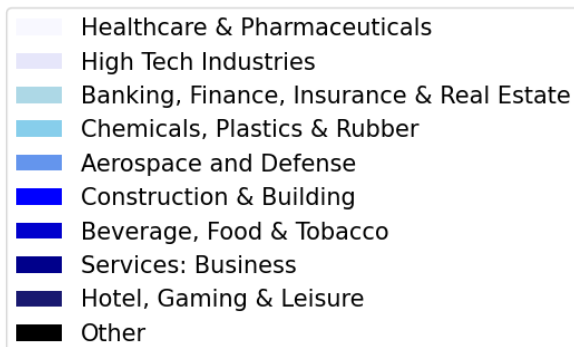 Healthcare & Pharmaceuticals
High Tech Industries
Banking, Finance, Insurance & Real Estate
Chemicals, Plastics & Rubber
Aerospace and Defense
Construction & Building
Beverage, Food & Tobacco
Services: Business
Hotel, Gaming & Leisure
Other